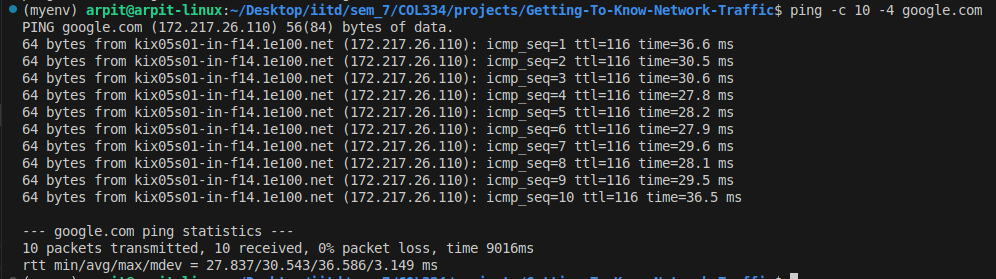 (myenv) arpit@arpit-linux:~/Desktop/iitd/sem_7/COL334/projects/Getting-To-Know-Network-Traffic$ ping -c 10 -4 google.com
PING google.com (172.217.26.110) 56(84) bytes of data.
64 bytes from kix05s01-in-f14.1e100.net (172.217.26.110): icmp_seq=1 ttl=116 time=36.6 ms
64 bytes from kix05s01-in-f14.1e100.net (172.217.26.110): icmp_seq=2 ttl=116 time=30.5 ms
64 bytes from kix05s01-in-f14.1e100.net (172.217.26.110): icmp_seq=3 ttl=116 time=30.6 ms
64 bytes from kix05s01-in-f14.1e100.net (172.217.26.110): icmp_seq=4 ttl=116 time=27.8 ms
64 bytes from kix05s01-in-f14.1e100.net (172.217.26.110): icmp_seq=5 ttl=116 time=28.2 ms
64 bytes from kix05s01-in-f14.1e100.net (172.217.26.110): icmp_seq=6 ttl=116 time=27.9 ms
64 bytes from kix05s01-in-f14.1e100.net (172.217.26.110): icmp_seq=7 ttl=116 time=29.6 ms
64 bytes from kix05s01-in-f14.1e100.net (172.217.26.110): icmp_seq=8 ttl=116 time=28.1 ms
64 bytes from kix05s01-in-f14.1e100.net (172.217.26.110): icmp_seq=9 ttl=116 time=29.5 ms
64 bytes from kix05s01-in-f14.1e100.net (172.217.26.110): icmp_seq=10 ttl=116 time=36.5 ms
--- google.com ping statistics ---
10 packets transmitted, 10 received, 0% packet loss, time 9016ms
rtt min/avg/max/mdev = 27.837/30.543/36.586/3.149 ms